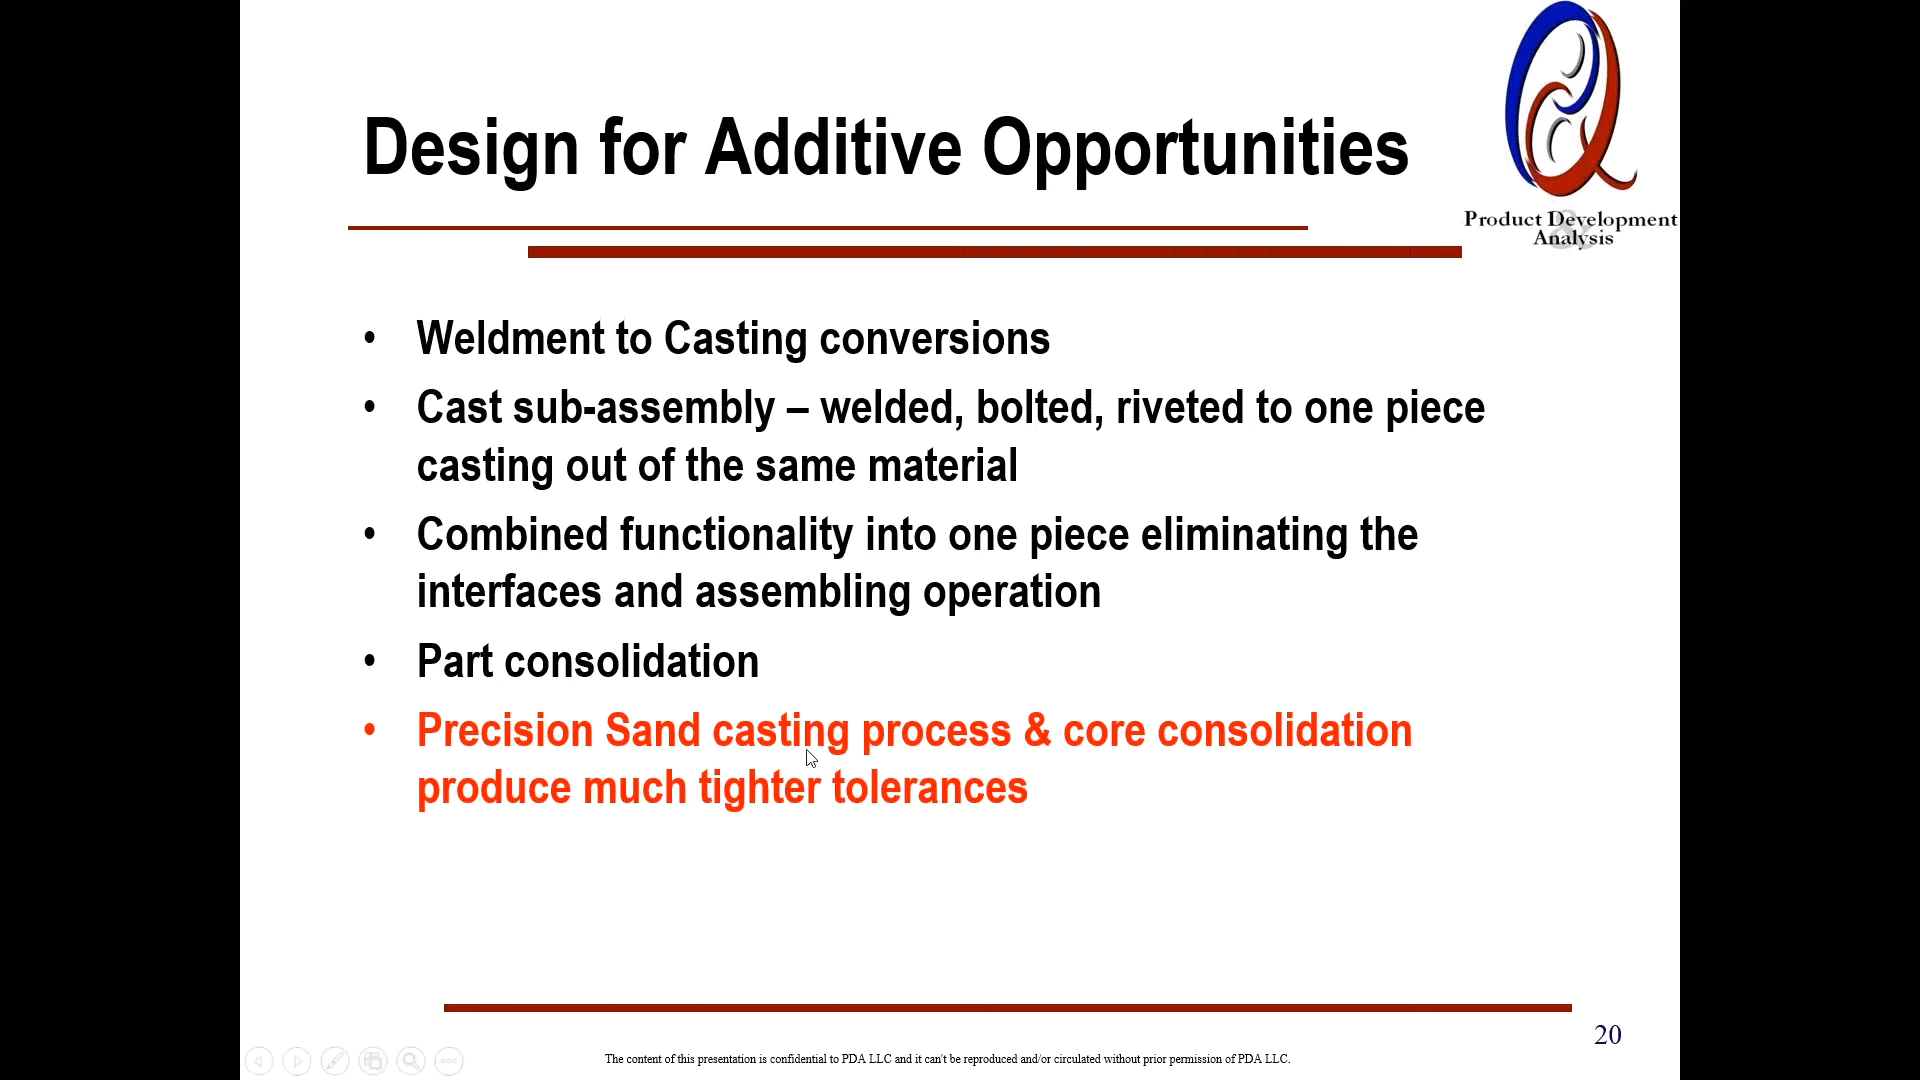 Design for Additive Opportunities
Product Development
&
Analysis
• Weldment to Casting conversions
• Cast sub-assembly – welded, bolted, riveted to one piece
casting out of the same material
• Combined functionality into one piece eliminating the
interfaces and assembling operation
• Part consolidation
• Precision Sand casting process & core consolidation
produce much tighter tolerances
20
The content of this presentation is confidential to PDA LLC and it can't be reproduced and/or circulated without prior permission of PDA LLC.